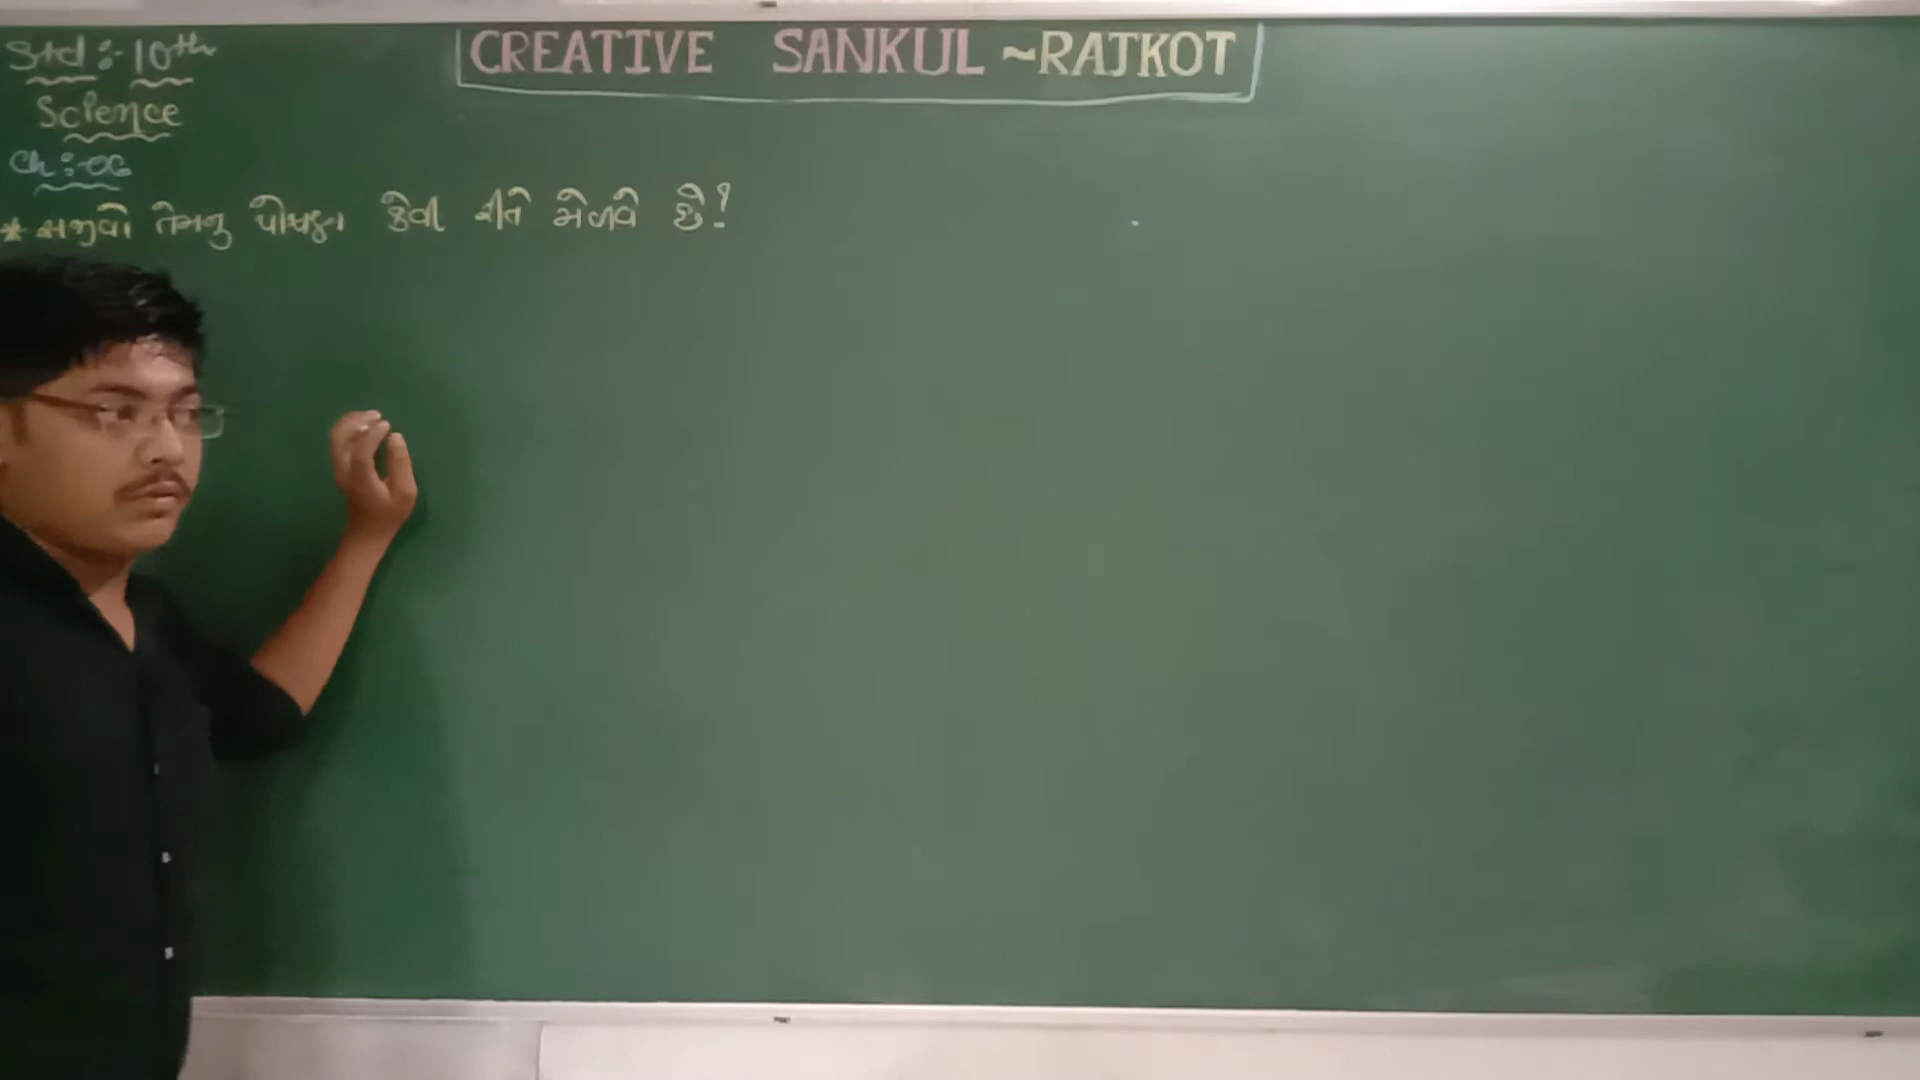 CREATIVE SANKUL ~RAJKOT
Std :- 10th
Science
Ch :- 06
* સજીવો તેમનુ પોષણ કેવી રીતે મેળવે છે?